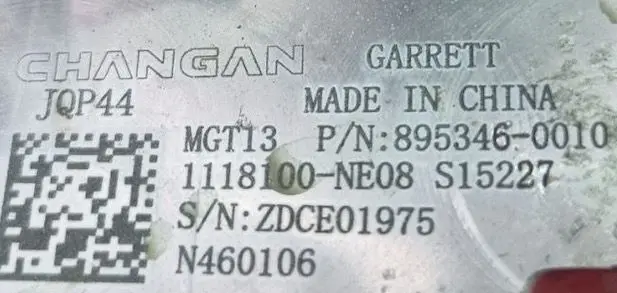 CHANGAN GARRETT
JQP44 MADE IN CHINA
MGT13 P/N:895346-0010
1118100-NE08 S15227
S/N:ZDCE01975
N460106